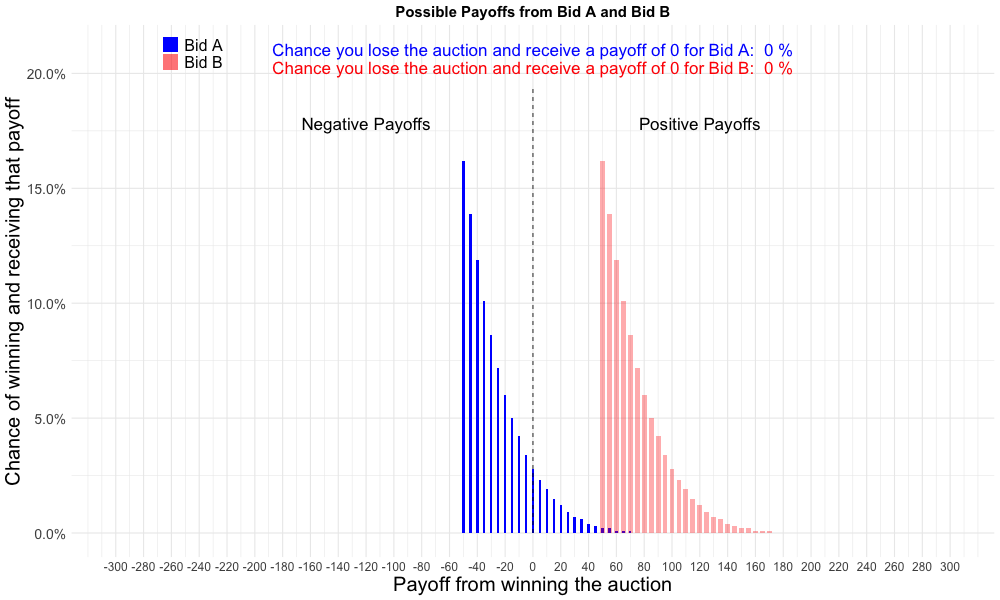 Possible Payoffs from Bid A and Bid B
Bid A
Bid B
Chance you lose the auction and receive a payoff of 0 for Bid A:  0 %
Chance you lose the auction and receive a payoff of 0 for Bid B:  0 %
Negative Payoffs
Positive Payoffs
Chance of winning and receiving that payoff
20.0%
15.0%
10.0%
5.0%
0.0%
-300 -280 -260 -240 -220 -200 -180 -160 -140 -120 -100 -80 -60 -40 -20 0 20 40 60 80 100 120 140 160 180 200 220 240 260 280 300
Payoff from winning the auction